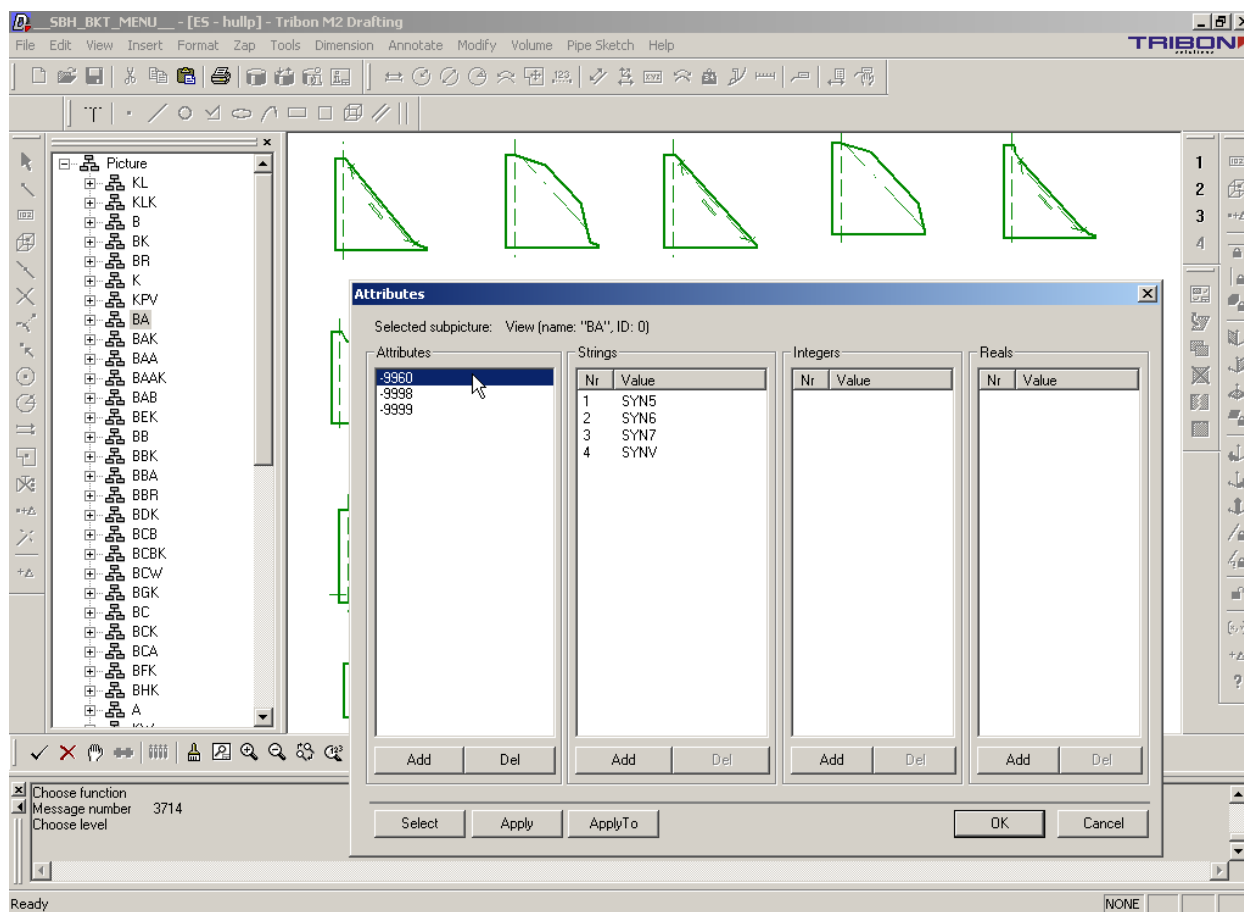 __SBH_BKT_MENU__ - [ES - hullp] - Tribon M2 Drafting
File Edit View Insert Format Zap Tools Dimension Annotate Modify Volume Pipe Sketch Help
TRIBON
solutions
Picture
KL
KLK
B
BK
BR
K
KPV
BA
BAK
BAA
BAAK
BAB
BEK
BB
BBK
BBA
BBR
BDK
BCB
BCBK
BCW
BGK
BC
BCK
BCA
BFK
BHK
A
1
2
3
4
Attributes
Selected subpicture: View (name: "BA", ID: 0)
Attributes Strings Integers Reals
Nr Value Nr Value Nr Value
-9960
-9998
-9999
1 SYN5
2 SYN6
3 SYN7
4 SYNV
Add Del Add Del Add Del Add Del
Select Apply ApplyTo OK Cancel
Choose function
Message number 3714
Choose level
Ready NONE